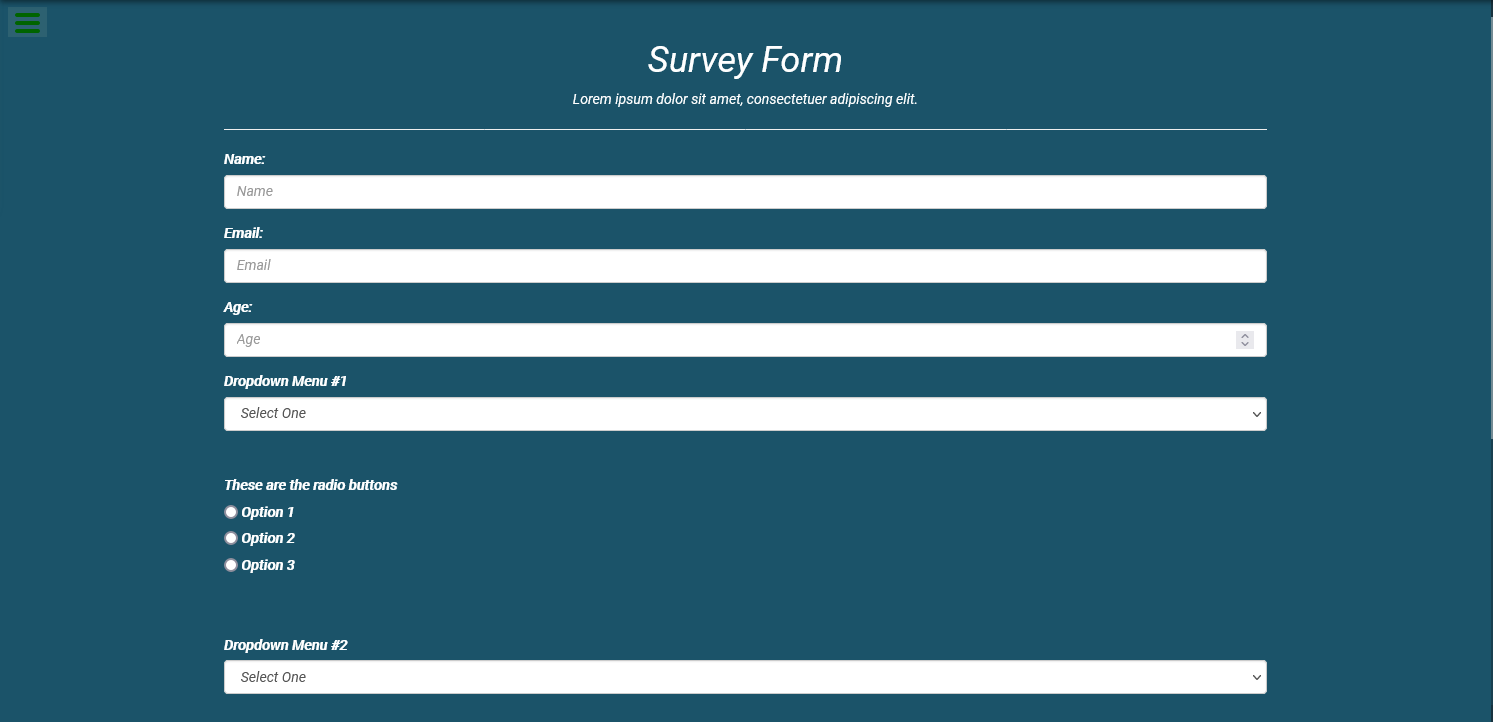 Survey Form
Lorem ipsum dolor sit amet, consectetuer adipiscing elit.
Name:
Name
Email:
Email
Age:
Age
Dropdown Menu #1
Select One
These are the radio buttons
Option 1
Option 2
Option 3
Dropdown Menu #2
Select One